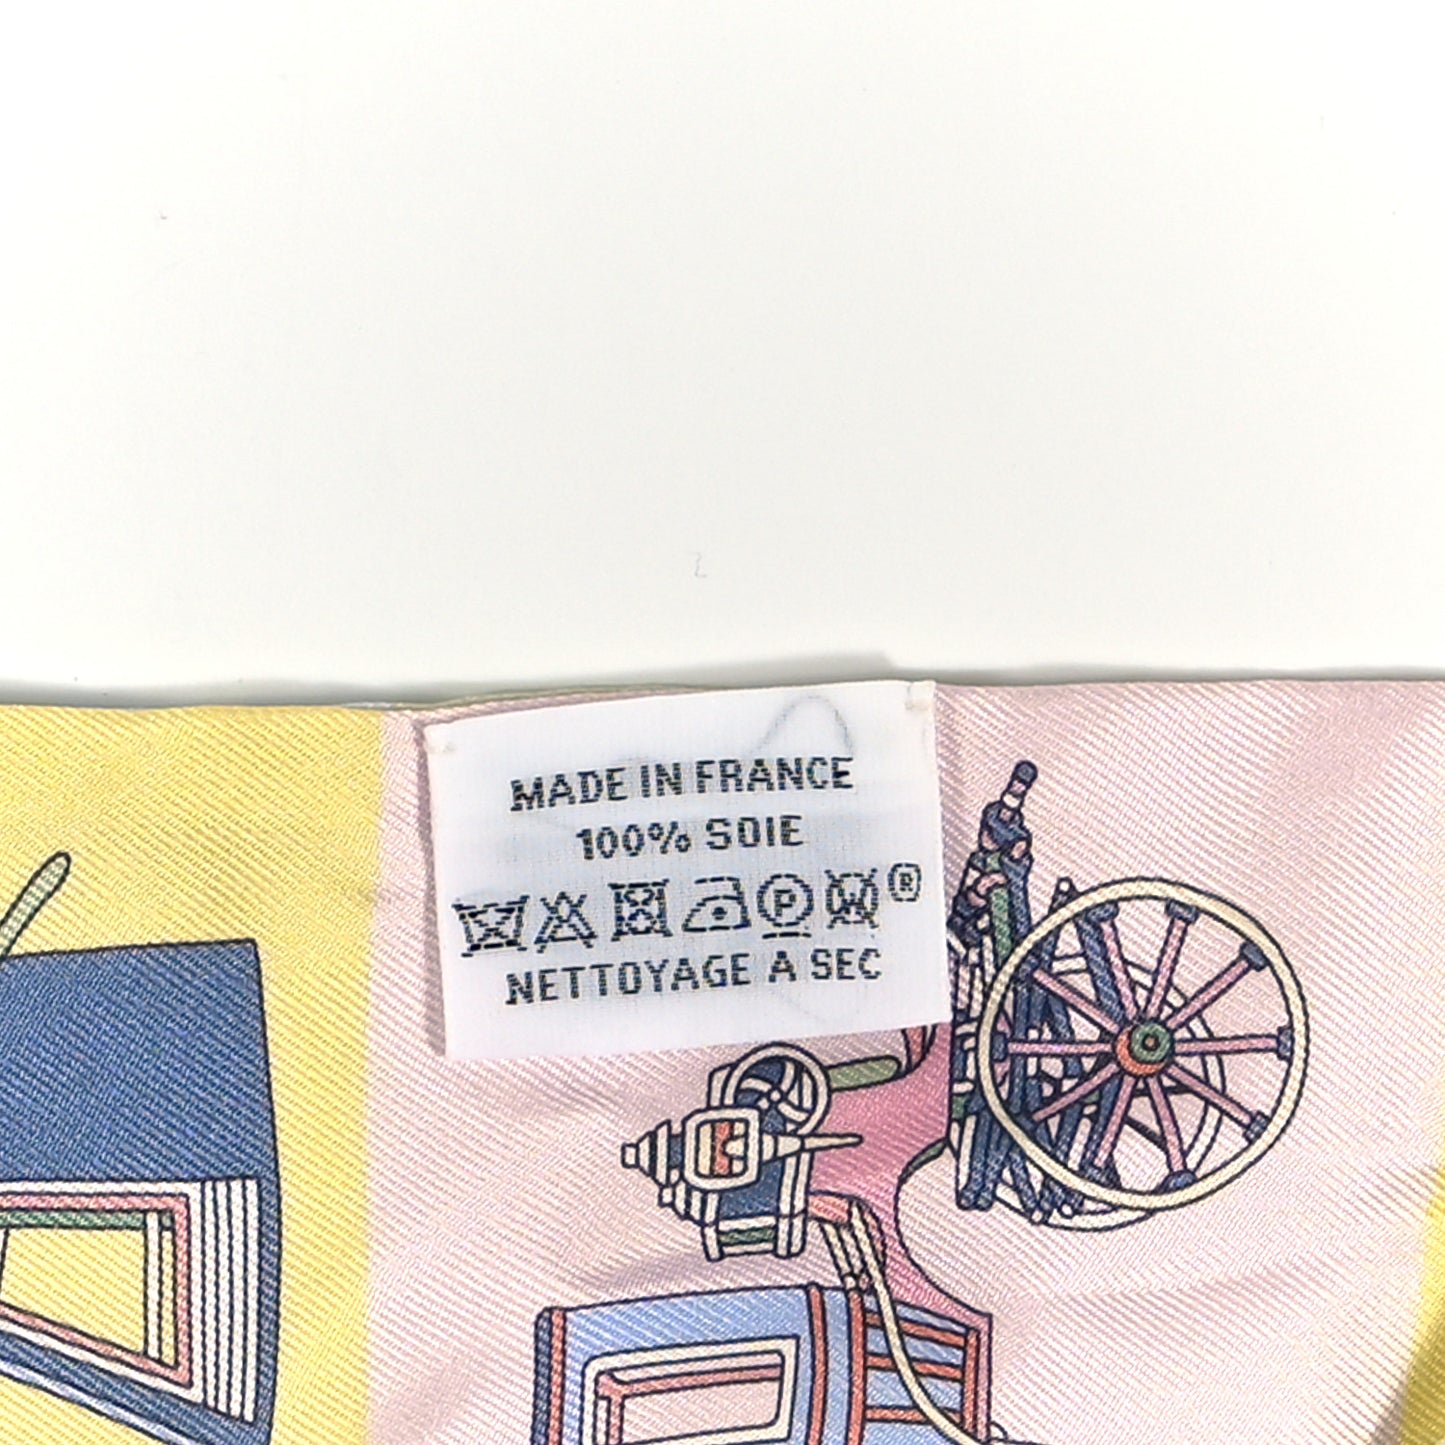 MADE IN FRANCE
100% SOIE
P W ®
NETTOYAGE A SEC